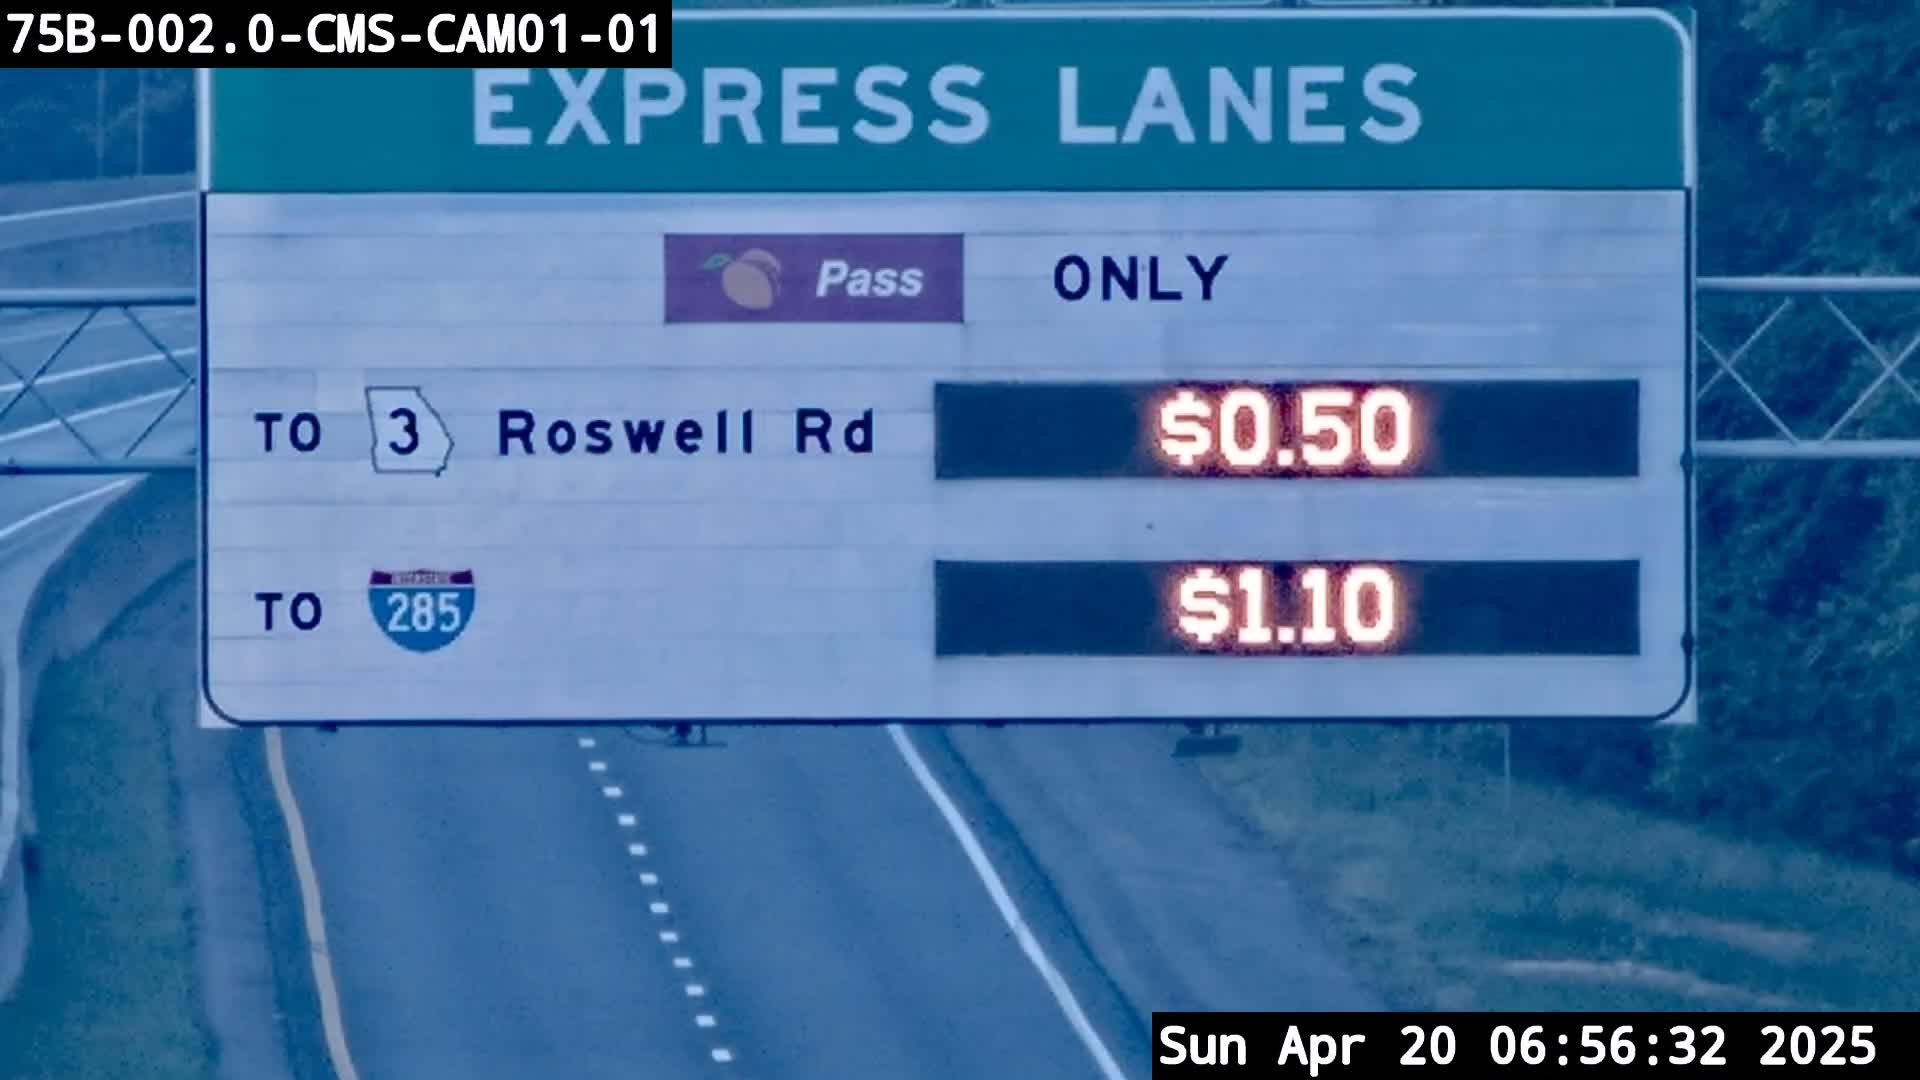 75B-002.0-CMS-CAM01-01
EXPRESS LANES
Pass ONLY
TO 3 Roswell Rd $0.50
TO 285 $1.10
Sun Apr 20 06:56:32 2025